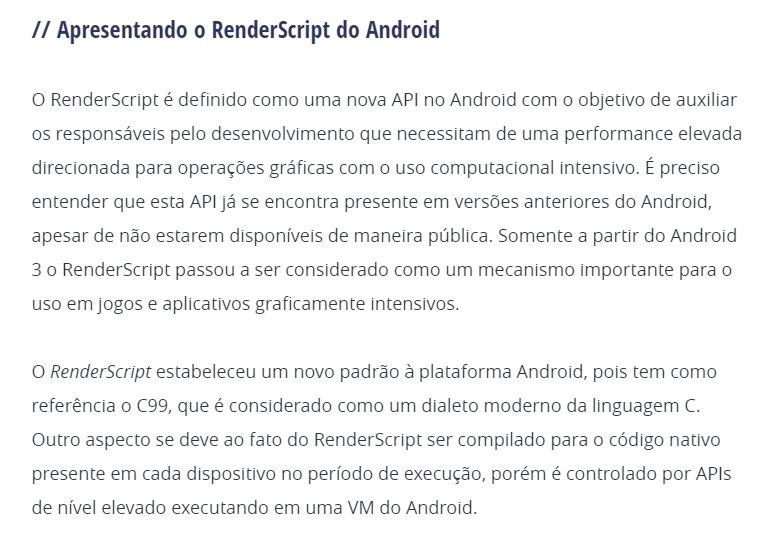 // Apresentando o RenderScript do Android
O RenderScript é definido como uma nova API no Android com o objetivo de auxiliar
os responsáveis pelo desenvolvimento que necessitam de uma performance elevada
direcionada para operações gráficas com o uso computacional intensivo. É preciso
entender que esta API já se encontra presente em versões anteriores do Android,
apesar de não estarem disponíveis de maneira pública. Somente a partir do Android
3 o RenderScript passou a ser considerado como um mecanismo importante para o
uso em jogos e aplicativos graficamente intensivos.
O RenderScript estabeleceu um novo padrão à plataforma Android, pois tem como
referência o C99, que é considerado como um dialeto moderno da linguagem C.
Outro aspecto se deve ao fato do RenderScript ser compilado para o código nativo
presente em cada dispositivo no período de execução, porém é controlado por APIs
de nível elevado executando em uma VM do Android.